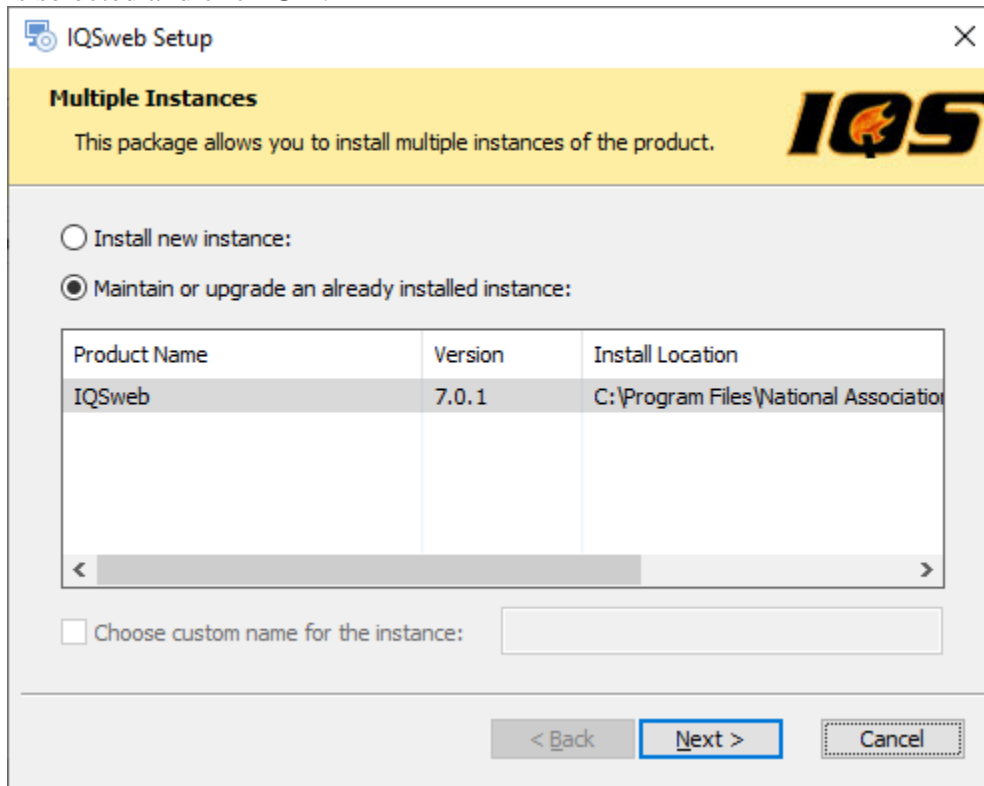 IQSweb Setup
Multiple Instances
This package allows you to install multiple instances of the product.
IQS
Install new instance:
Maintain or upgrade an already installed instance:
Product Name Version Install Location
IQSweb 7.0.1 C:\Program Files\National Association
Choose custom name for the instance:
< Back Next > Cancel